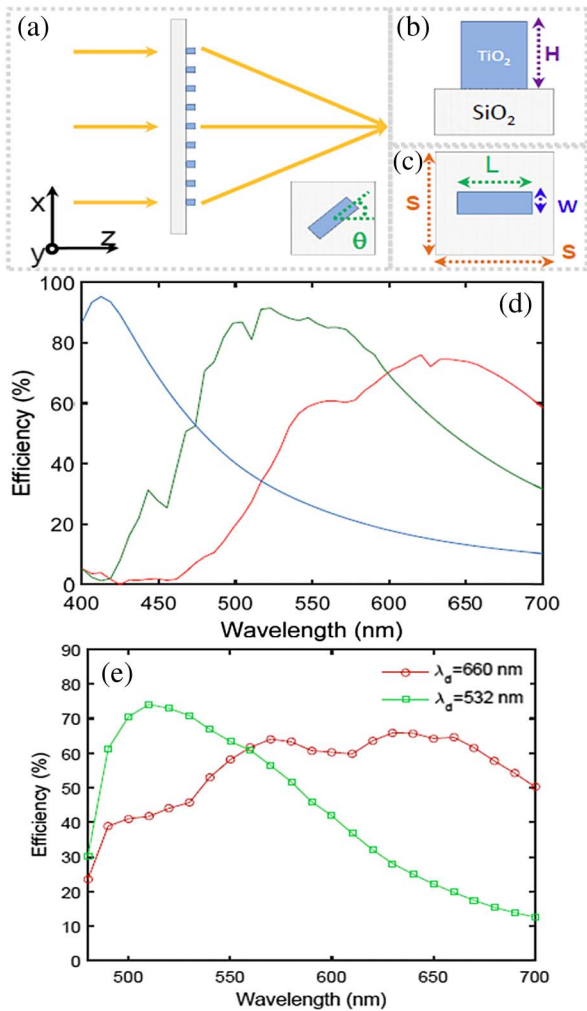 (a)
x
y
z
θ
(b)
TiO₂
H
SiO₂
(c)
L
W
S
S
(d)
Efficiency (%)
100
80
60
40
20
0
400 450 500 550 600 650 700
Wavelength (nm)
(e)
λd=660 nm
λd=532 nm
Efficiency (%)
90
80
70
60
50
40
30
20
10
0
500 550 600 650 700
Wavelength (nm)